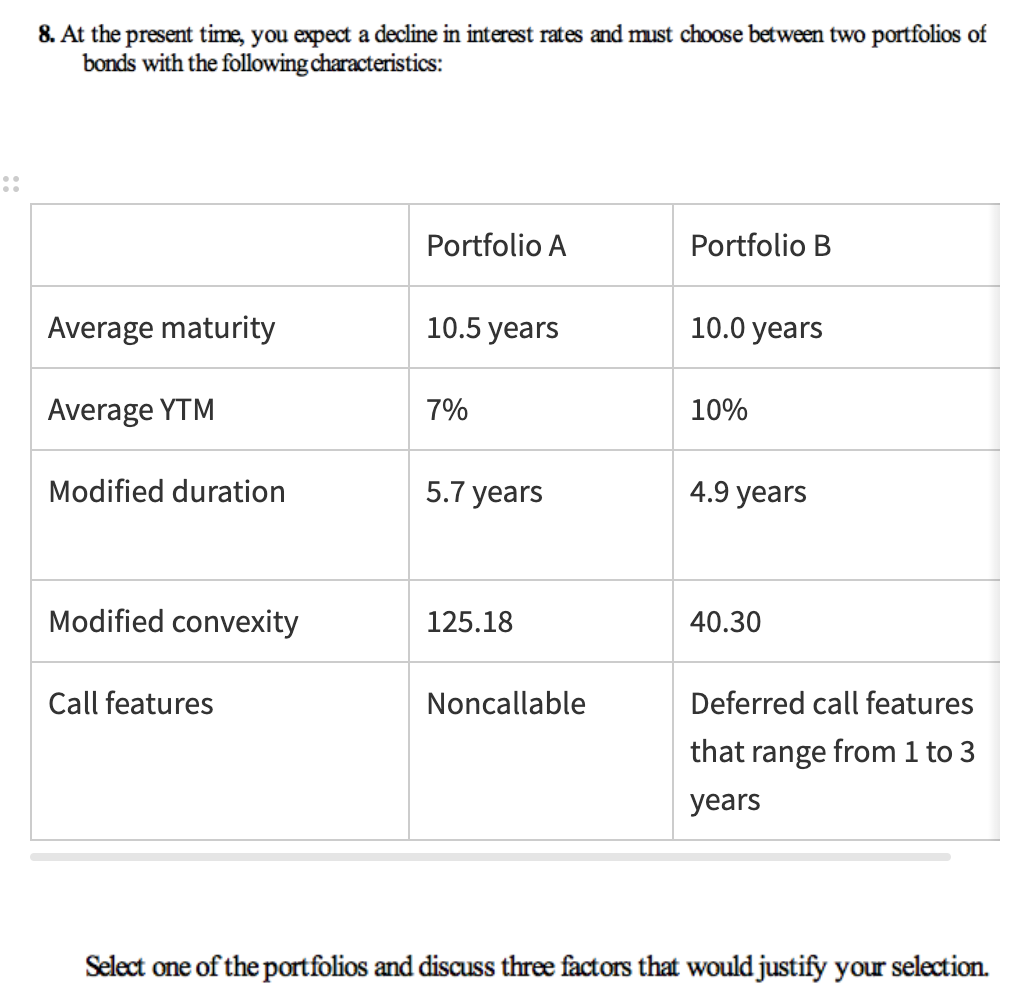 8. At the present time, you expect a decline in interest rates and must choose between two portfolios of
bonds with the following characteristics:
Portfolio A Portfolio B
Average maturity 10.5 years 10.0 years
Average YTM 7% 10%
Modified duration 5.7 years 4.9 years
Modified convexity 125.18 40.30
Call features Noncallable Deferred call features
that range from 1 to 3
years
Select one of the portfolios and discuss three factors that would justify your selection.